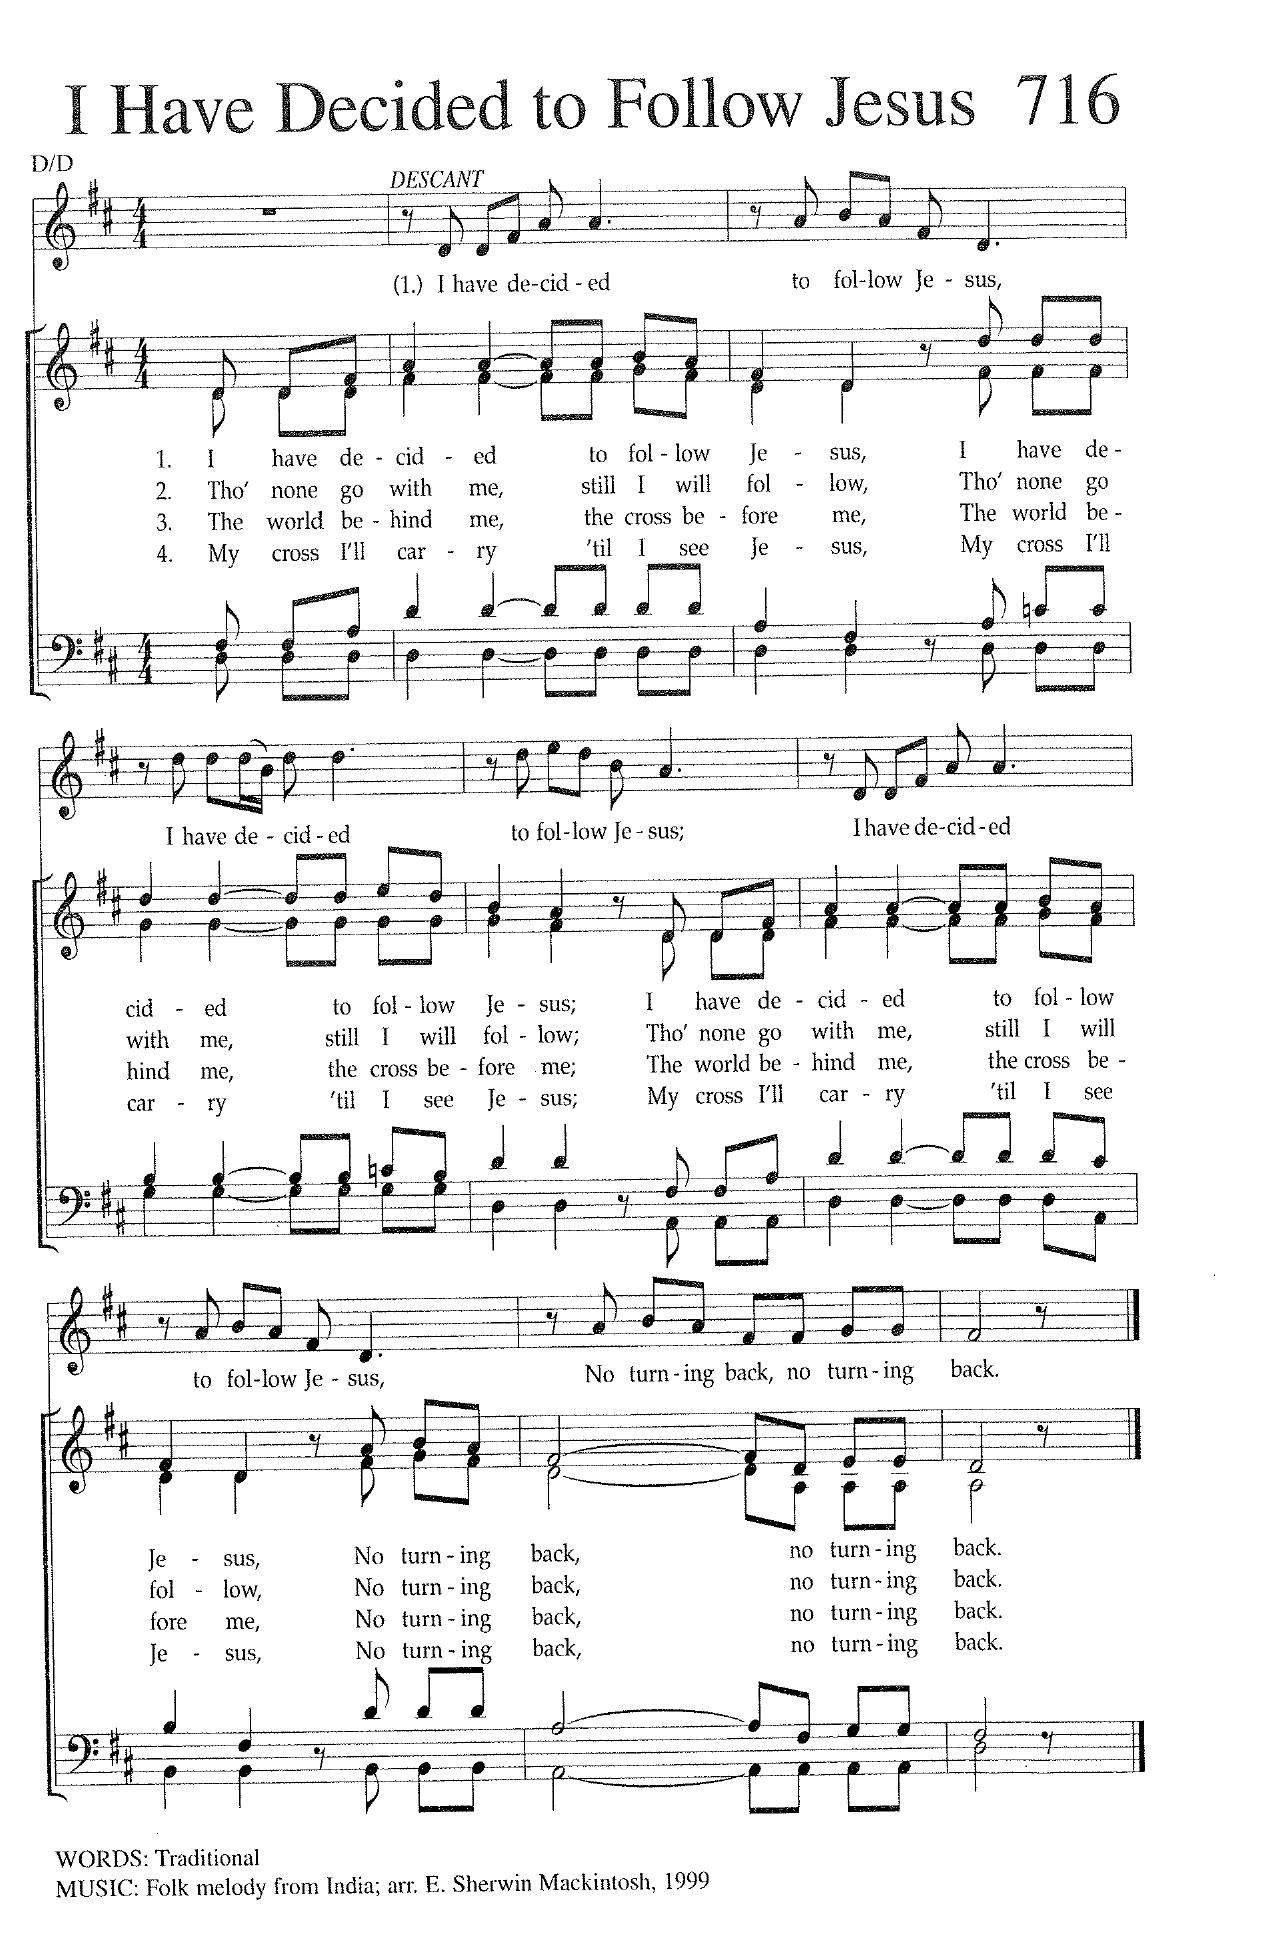 I Have Decided to Follow Jesus 716
D/D
DESCANT
(1.) I have de-cid - ed to fol-low Je - sus,
1. I have de - cid - ed to fol - low Je - sus, I have de -
2. Tho' none go with me, still I will fol - low, Tho' none go
3. The world be - hind me, the cross be - fore me, The world be -
4. My cross I'll car - ry 'til I see Je - sus, My cross I'll
I have de - cid - ed to fol-low Je - sus; I have de-cid-ed
cid - ed to fol - low Je - sus; I have de - cid - ed to fol - low
with me, still I will fol - low; Tho' none go with me, still I will
hind me, the cross be - fore me; The world be - hind me, the cross be -
car - ry 'til I see Je - sus; My cross I'll car - ry 'til I see
to fol-low Je - sus, No turn-ing back, no turn-ing back.
Je - sus, No turn-ing back, no turn-ing back.
fol - low, No turn-ing back, no turn-ing back.
fore me, No turn-ing back, no turn-ing back.
Je - sus, No turn-ing back, no turn-ing back.
WORDS: Traditional
MUSIC: Folk melody from India; arr. E. Sherwin Mackintosh, 1999